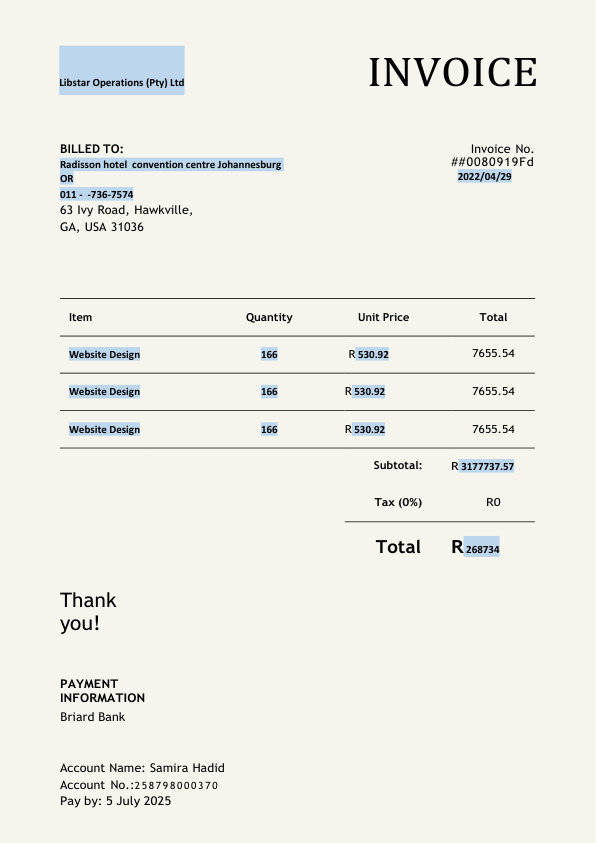 Libstar Operations (Pty) Ltd
INVOICE
BILLED TO:
Radisson hotel convention centre Johannesburg
OR
011 - -736-7574
63 Ivy Road, Hawkville,
GA, USA 31036
Invoice No.
##0080919Fd
2022/04/29
Item Quantity Unit Price Total
Website Design 166 R 530.92 7655.54
Website Design 166 R 530.92 7655.54
Website Design 166 R 530.92 7655.54
Subtotal: R 3177737.57
Tax (0%) R0
Total R 268734
Thank
you!
PAYMENT
INFORMATION
Briard Bank
Account Name: Samira Hadid
Account No.:258798000370
Pay by: 5 July 2025